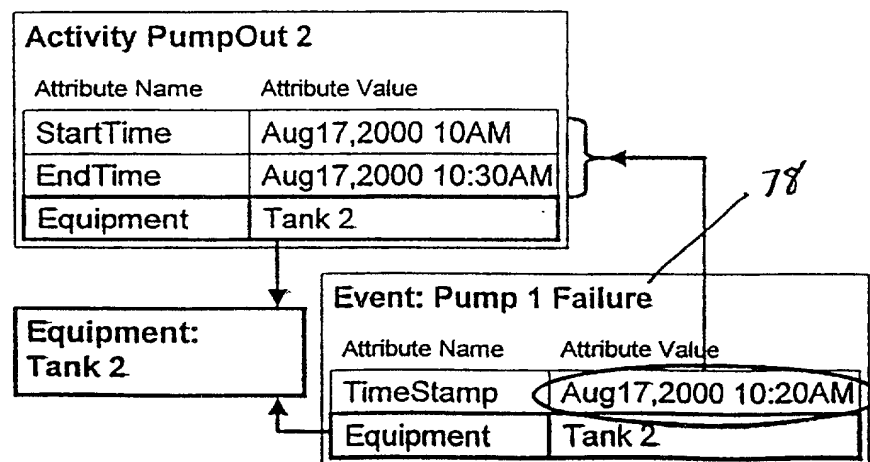 Activity PumpOut 2
Attribute Name Attribute Value
StartTime Aug17,2000 10AM
EndTime Aug17,2000 10:30AM
Equipment Tank 2
78
Event: Pump 1 Failure
Equipment:
Tank 2
Attribute Name Attribute Value
TimeStamp Aug17,2000 10:20AM
Equipment Tank 2